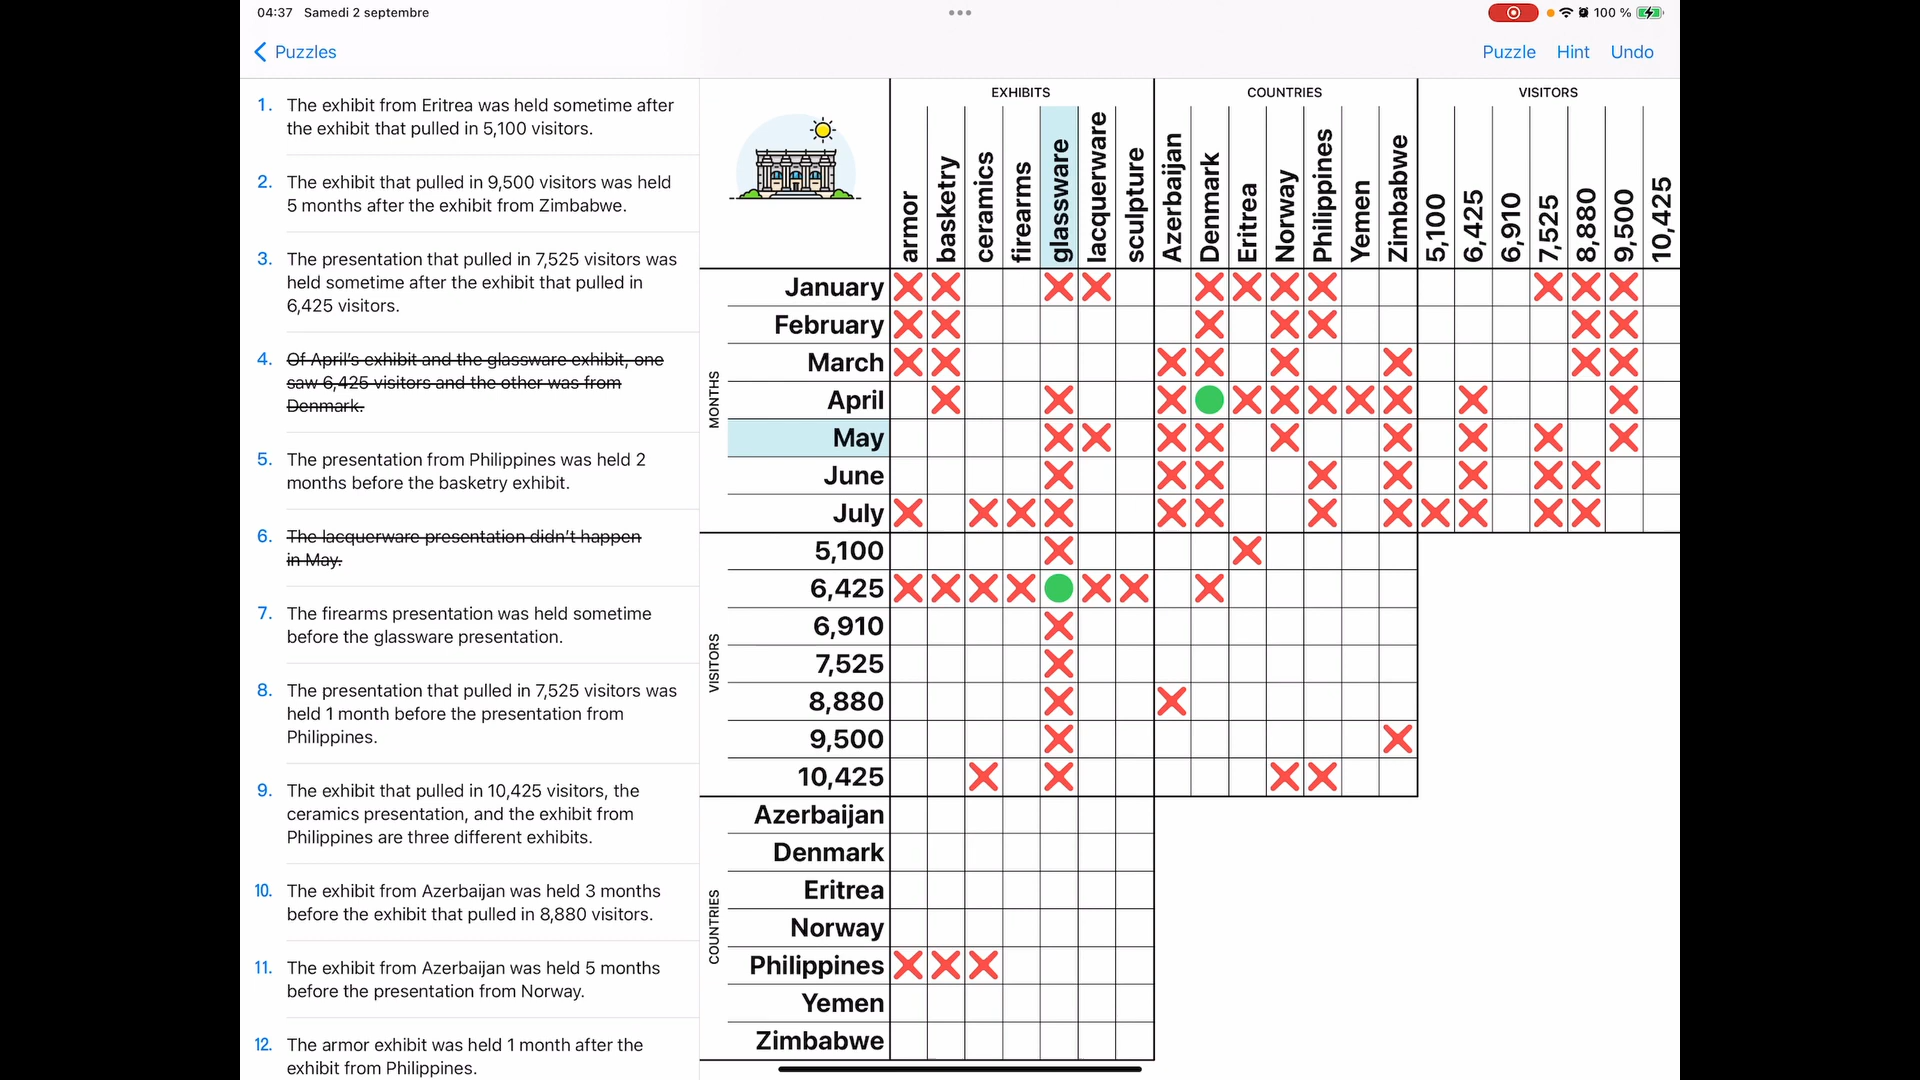 04:37 Samedi 2 septembre
100 %
Puzzles
Puzzle Hint Undo
1. The exhibit from Eritrea was held sometime after
the exhibit that pulled in 5,100 visitors.
2. The exhibit that pulled in 9,500 visitors was held
5 months after the exhibit from Zimbabwe.
3. The presentation that pulled in 7,525 visitors was
held sometime after the exhibit that pulled in
6,425 visitors.
4. Of April’s exhibit and the glassware exhibit, one
saw 6,425 visitors and the other was from
Denmark.
5. The presentation from Philippines was held 2
months before the basketry exhibit.
6. The lacquerware presentation didn’t happen
in May.
7. The firearms presentation was held sometime
before the glassware presentation.
8. The presentation that pulled in 7,525 visitors was
held 1 month before the presentation from
Philippines.
9. The exhibit that pulled in 10,425 visitors, the
ceramics presentation, and the exhibit from
Philippines are three different exhibits.
10. The exhibit from Azerbaijan was held 3 months
before the exhibit that pulled in 8,880 visitors.
11. The exhibit from Azerbaijan was held 5 months
before the presentation from Norway.
12. The armor exhibit was held 1 month after the
exhibit from Philippines.
EXHIBITS
COUNTRIES
VISITORS
armor
basketry
ceramics
firearms
glassware
lacquerware
sculpture
Azerbaijan
Denmark
Eritrea
Norway
Philippines
Yemen
Zimbabwe
5,100
6,425
6,910
7,525
8,880
9,500
10,425
MONTHS
January
February
March
April
May
June
July
VISITORS
5,100
6,425
6,910
7,525
8,880
9,500
10,425
COUNTRIES
Azerbaijan
Denmark
Eritrea
Norway
Philippines
Yemen
Zimbabwe